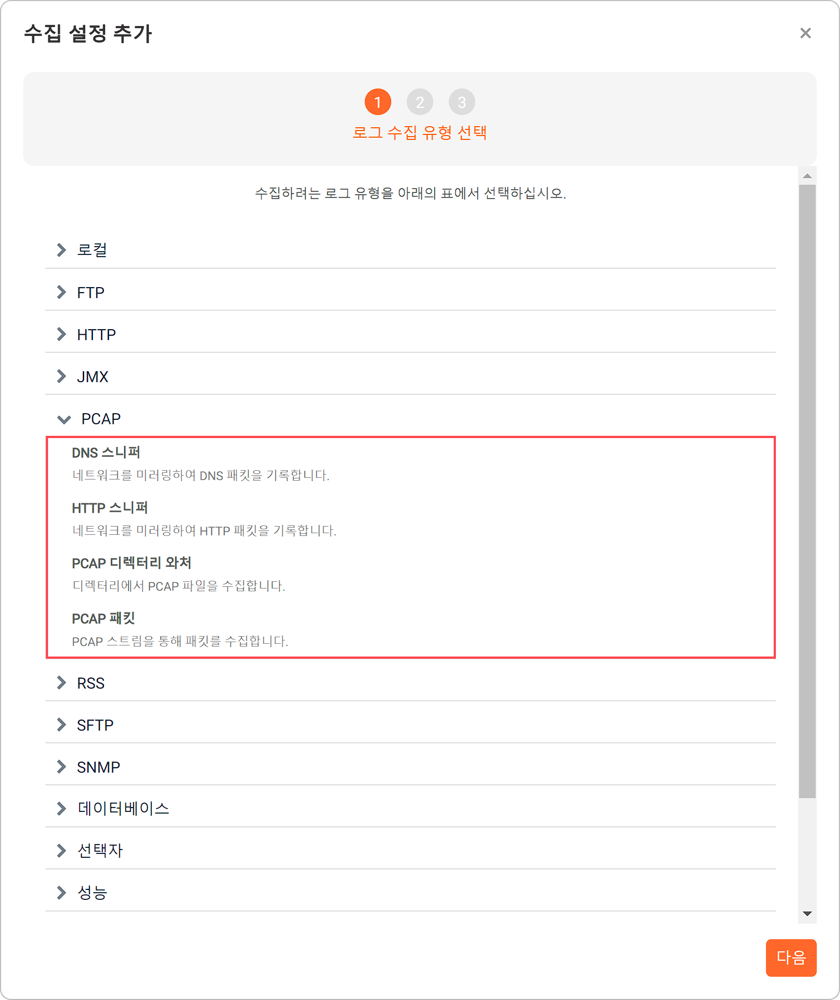 수집 설정 추가
1 2 3
로그 수집 유형 선택
수집하려는 로그 유형을 아래의 표에서 선택하십시오.
로컬
FTP
HTTP
JMX
PCAP
DNS 스니퍼
네트워크를 미러링하여 DNS 패킷을 기록합니다.
HTTP 스니퍼
네트워크를 미러링하여 HTTP 패킷을 기록합니다.
PCAP 디렉터리 와처
디렉터리에서 PCAP 파일을 수집합니다.
PCAP 패킷
PCAP 스트림을 통해 패킷를 수집합니다.
RSS
SFTP
SNMP
데이터베이스
선택자
성능
다음